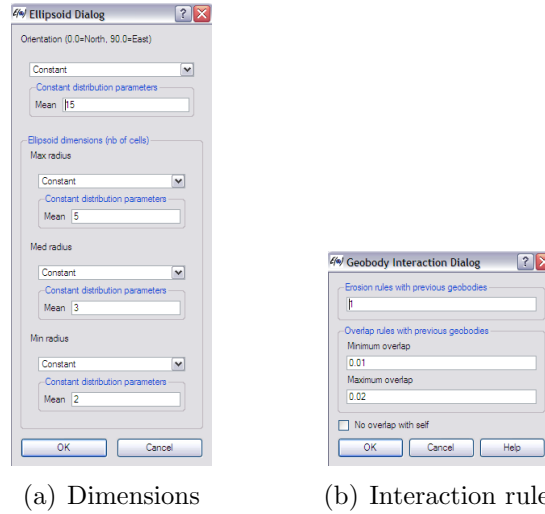 Ellipsoid Dialog
Orientation (0.0=North, 90.0=East)
Constant
Constant distribution parameters
Mean 15
Ellipsoid dimensions (nb of cells)
Max radius
Constant
Constant distribution parameters
Mean 5
Med radius
Constant
Constant distribution parameters
Mean 3
Min radius
Constant
Constant distribution parameters
Mean 2
OK Cancel
(a) Dimensions
Geobody Interaction Dialog
Erosion rules with previous geobodies
1
Overlap rules with previous geobodies
Minimum overlap
0.01
Maximum overlap
0.02
No overlap with self
OK Cancel Help
(b) Interaction rule